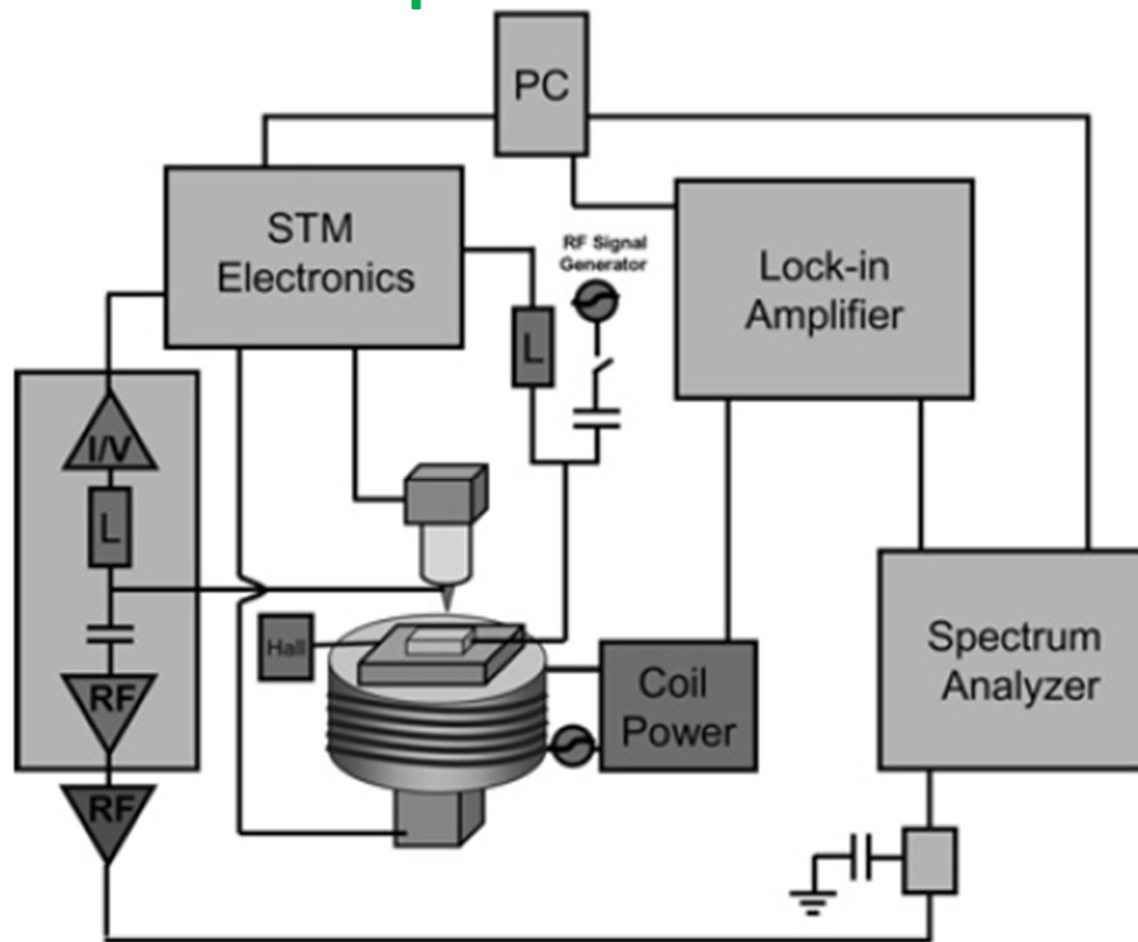 PC
STM
Electronics
RF Signal
Generator
Lock-in
Amplifier
L
I/V
L
Hall
Coil
Power
RF
Spectrum
Analyzer
RF